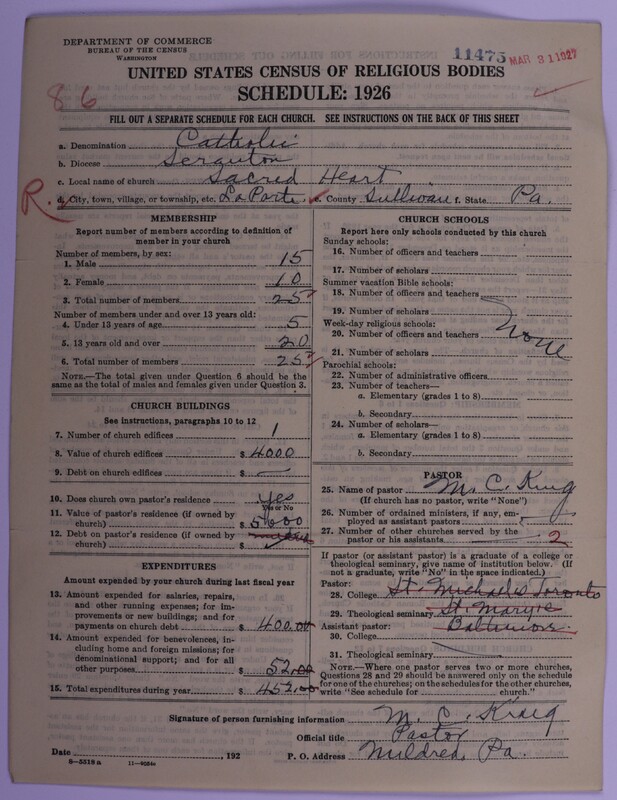 DEPARTMENT OF COMMERCE
BUREAU OF THE CENSUS
WASHINGTON
11475 MAR 31 1927
86
UNITED STATES CENSUS OF RELIGIOUS BODIES
SCHEDULE: 1926
FILL OUT A SEPARATE SCHEDULE FOR EACH CHURCH. SEE INSTRUCTIONS ON THE BACK OF THIS SHEET
a. Denomination Catholic
b. Diocese
c. Local name of church Sacred Heart
R. d. City, town, village, or township, etc. LaPorte e. County Sullivan f. State Pa.
MEMBERSHIP
Report number of members according to definition of
member in your church
Number of members, by sex:
1. Male 15
2. Female 10
3. Total number of members 25
Number of members under and over 13 years old:
4. Under 13 years of age 5
5. 13 years old and over 20
6. Total number of members 25
NOTE.—The total given under Question 6 should be the
same as the total of males and females given under Question 3.
CHURCH BUILDINGS
See instructions, paragraphs 10 to 12
7. Number of church edifices 1
8. Value of church edifices $ 4000
9. Debt on church edifices $ —
10. Does church own pastor's residence yes
Yes or No
11. Value of pastor's residence (if owned by
church) $ 5000
12. Debt on pastor's residence (if owned by
church) $
EXPENDITURES
Amount expended by your church during last fiscal year
13. Amount expended for salaries, repairs,
and other running expenses; for im-
provements or new buildings; and for
payments on church debt $ 400.00
14. Amount expended for benevolences, in-
cluding home and foreign missions; for
denominational support; and for all
other purposes $ 52.00
15. Total expenditures during year $ 452.00
CHURCH SCHOOLS
Report here only schools conducted by this church
Sunday schools:
16. Number of officers and teachers
17. Number of scholars
Summer vacation Bible schools:
18. Number of officers and teachers
19. Number of scholars
Week-day religious schools:
20. Number of officers and teachers None
21. Number of scholars
Parochial schools:
22. Number of administrative officers
23. Number of teachers—
a. Elementary (grades 1 to 8)
b. Secondary
24. Number of scholars—
a. Elementary (grades 1 to 8)
b. Secondary
PASTOR
25. Name of pastor M. C.
(If church has no pastor, write "None")
26. Number of ordained ministers, if any, em-
ployed as assistant pastors
27. Number of other churches served by the
pastor or his assistants 2
If pastor (or assistant pastor) is a graduate of a college or
theological seminary, give name of institution below. (If
not a graduate, write "No" in the space indicated.)
Pastor:
28. College St. Michaels Toronto
29. Theological seminary St. Mary's
Assistant pastor: Baltimore
30. College
31. Theological seminary
NOTE.—Where one pastor serves two or more churches,
Questions 28 and 29 should be answered only on the schedule
for one of the churches; on the schedules for the other churches,
write "See schedule for church."
Signature of person furnishing information M. C.
Official title Pastor
Date , 192 P. O. Address Mildred, Pa.
8—5318 a